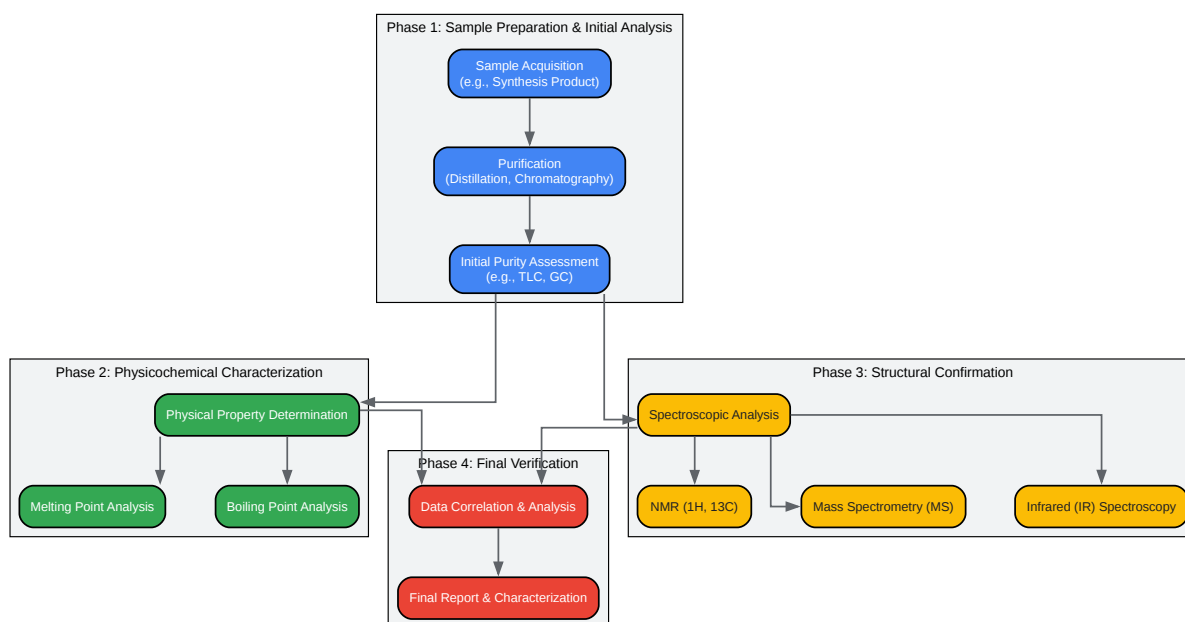 Phase 1: Sample Preparation & Initial Analysis
Sample Acquisition
(e.g., Synthesis Product)
Purification
(Distillation, Chromatography)
Initial Purity Assessment
(e.g., TLC, GC)
Phase 2: Physicochemical Characterization
Physical Property Determination
Melting Point Analysis
Boiling Point Analysis
Phase 3: Structural Confirmation
Spectroscopic Analysis
NMR (1H, 13C)
Mass Spectrometry (MS)
Infrared (IR) Spectroscopy
Phase 4: Final Verification
Data Correlation & Analysis
Final Report & Characterization